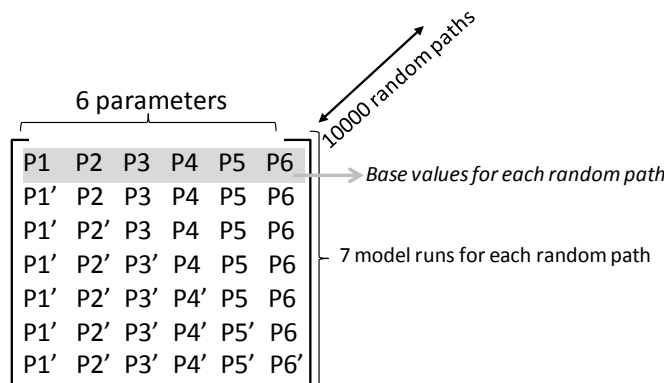 10000 random paths
6 parameters
P1 P2 P3 P4 P5 P6
Base values for each random path
P1’ P2 P3 P4 P5 P6
P1’ P2’ P3 P4 P5 P6
P1’ P2’ P3’ P4 P5 P6
7 model runs for each random path
P1’ P2’ P3’ P4’ P5 P6
P1’ P2’ P3’ P4’ P5’ P6
P1’ P2’ P3’ P4’ P5’ P6’